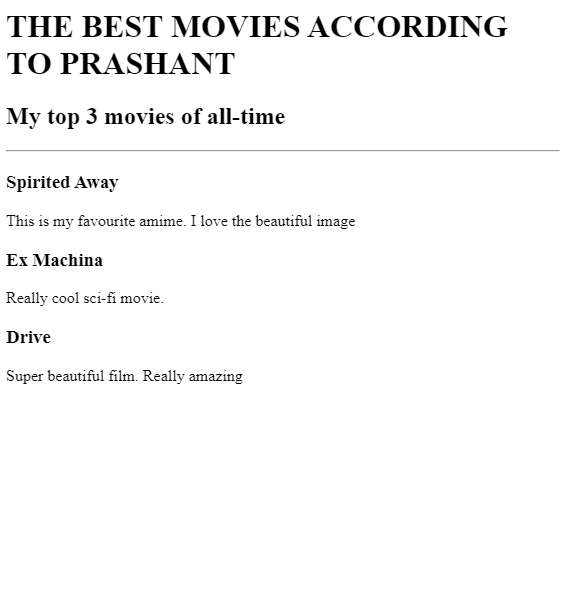 THE BEST MOVIES ACCORDING
TO PRASHANT
My top 3 movies of all-time
Spirited Away
This is my favourite amime. I love the beautiful image
Ex Machina
Really cool sci-fi movie.
Drive
Super beautiful film. Really amazing